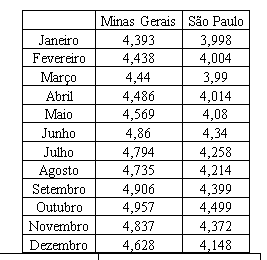 Minas Gerais São Paulo
Janeiro 4,393 3,998
Fevereiro 4,438 4,004
Março 4,44 3,99
Abril 4,486 4,014
Maio 4,569 4,08
Junho 4,86 4,34
Julho 4,794 4,258
Agosto 4,735 4,214
Setembro 4,906 4,399
Outubro 4,957 4,499
Novembro 4,837 4,372
Dezembro 4,628 4,148